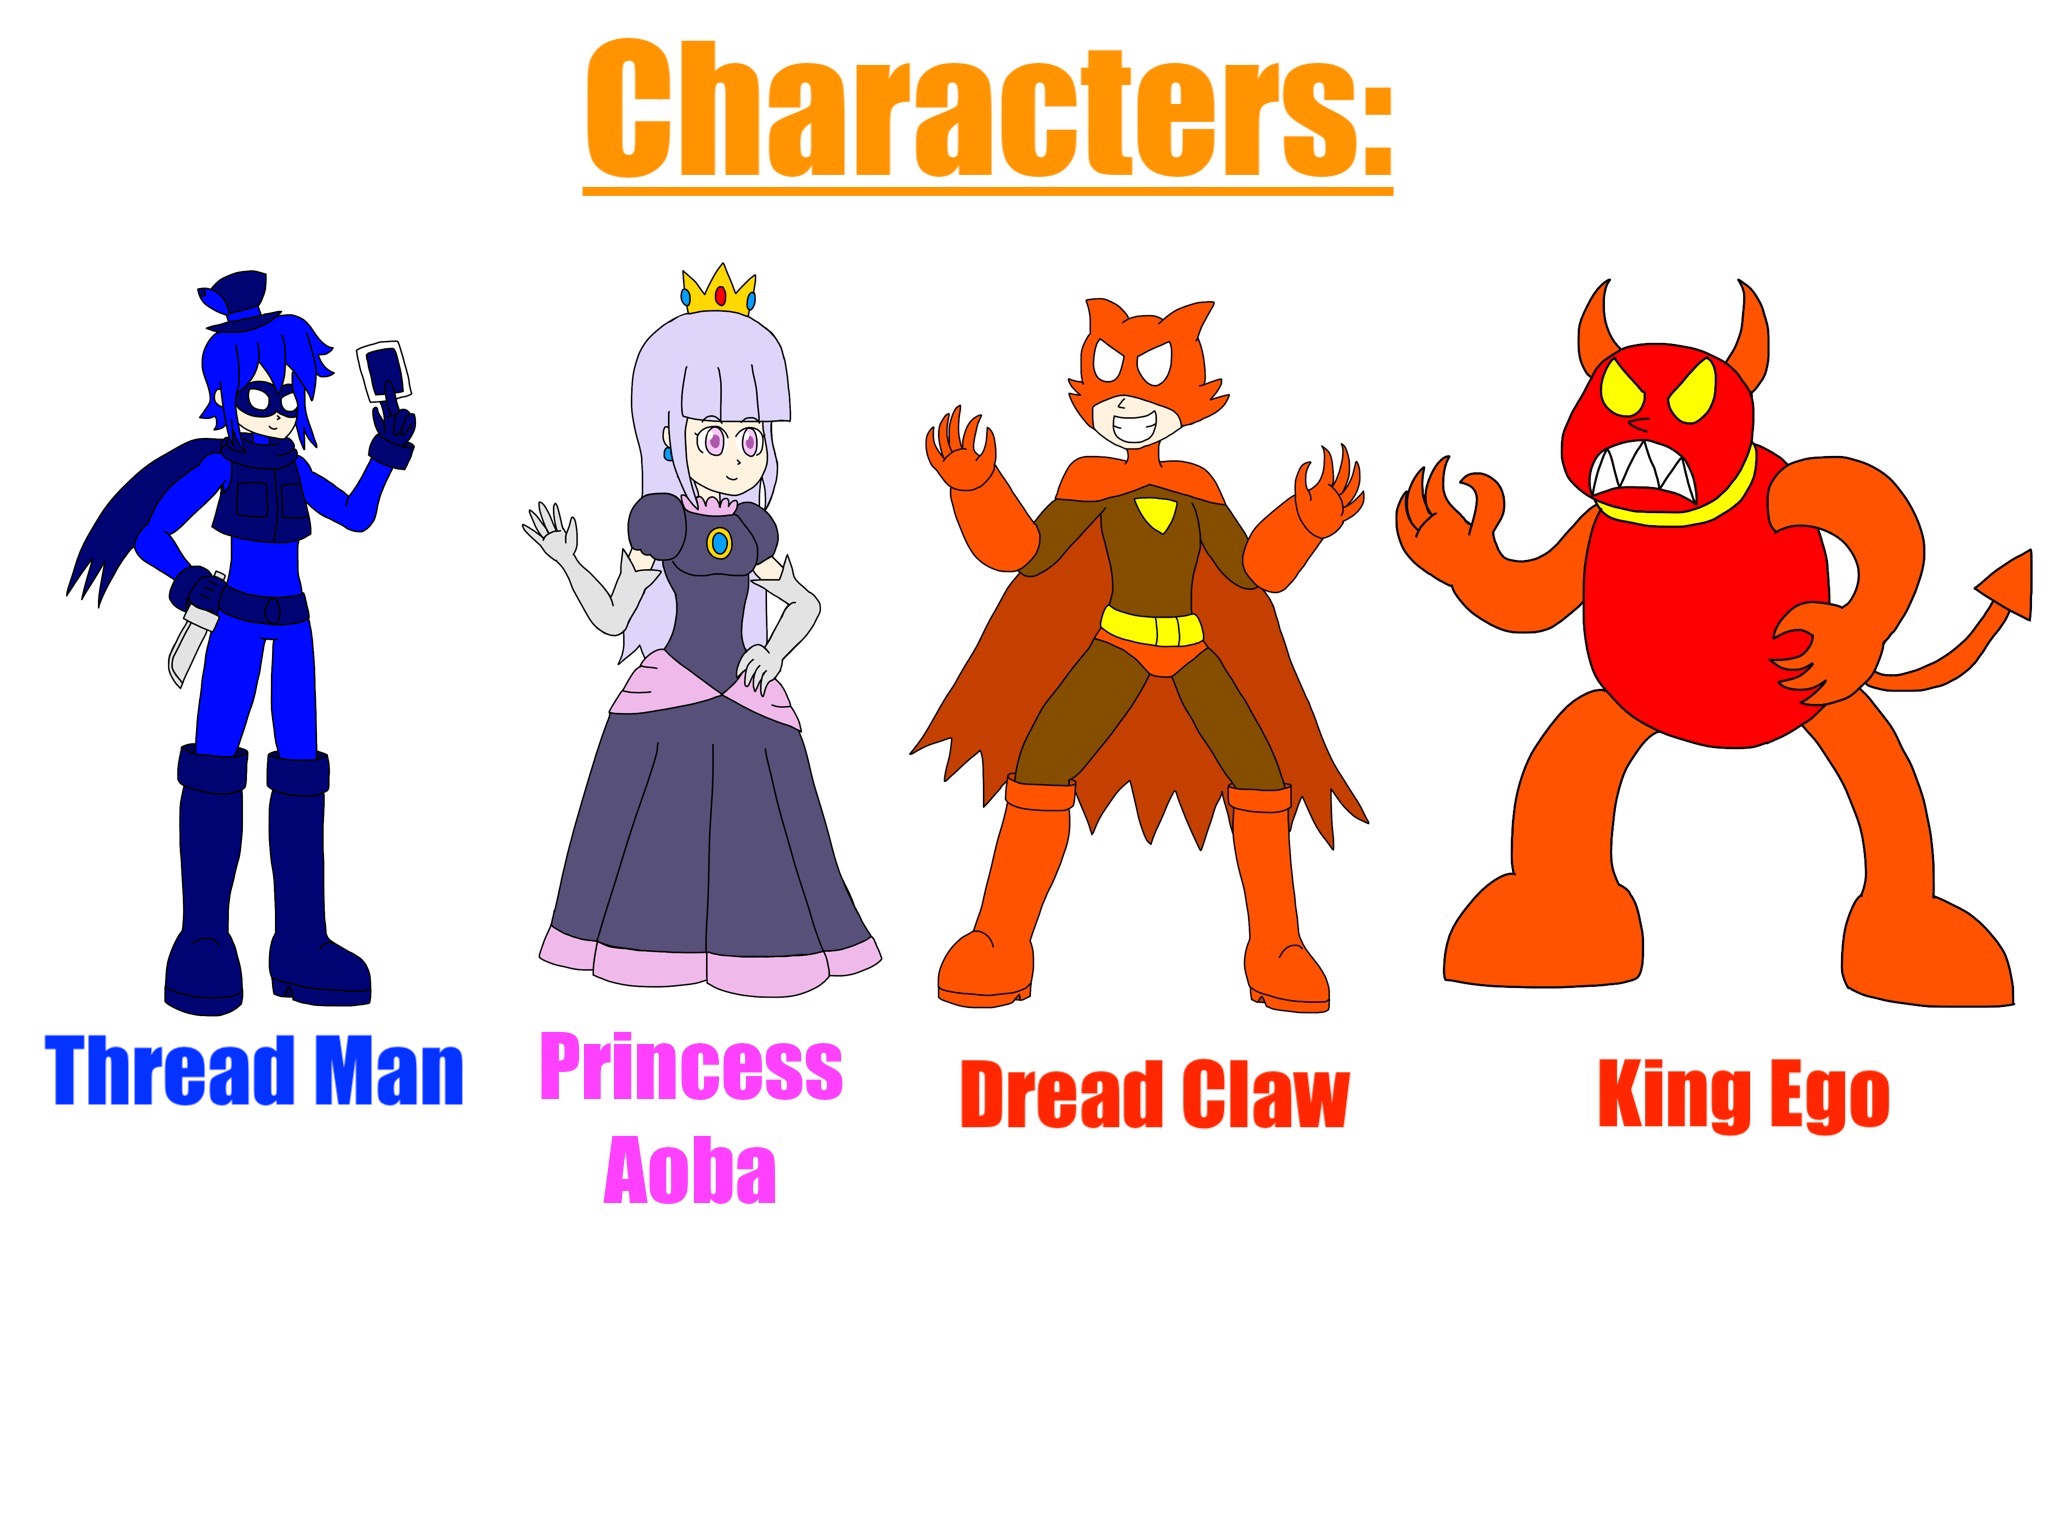 Characters:
Thread Man
Princess
Aoba
Dread Claw
King Ego